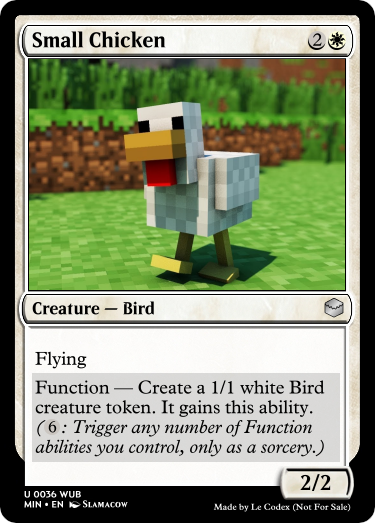 Small Chicken 2
Creature — Bird
Flying
Function — Create a 1/1 white Bird
creature token. It gains this ability.
(6: Trigger any number of Function
abilities you control, only as a sorcery.)
2/2
U 0036 WUB
MIN • EN Slamacow
Made by Le Codex (Not For Sale)